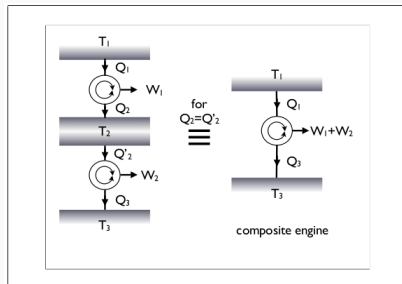 T₁
Q₁
W₁
Q₂
T₂
Q'₂
W₂
Q₃
T₃
for
Q₂=Q'₂
T₁
Q₁
W₁+W₂
Q₃
T₃
composite engine